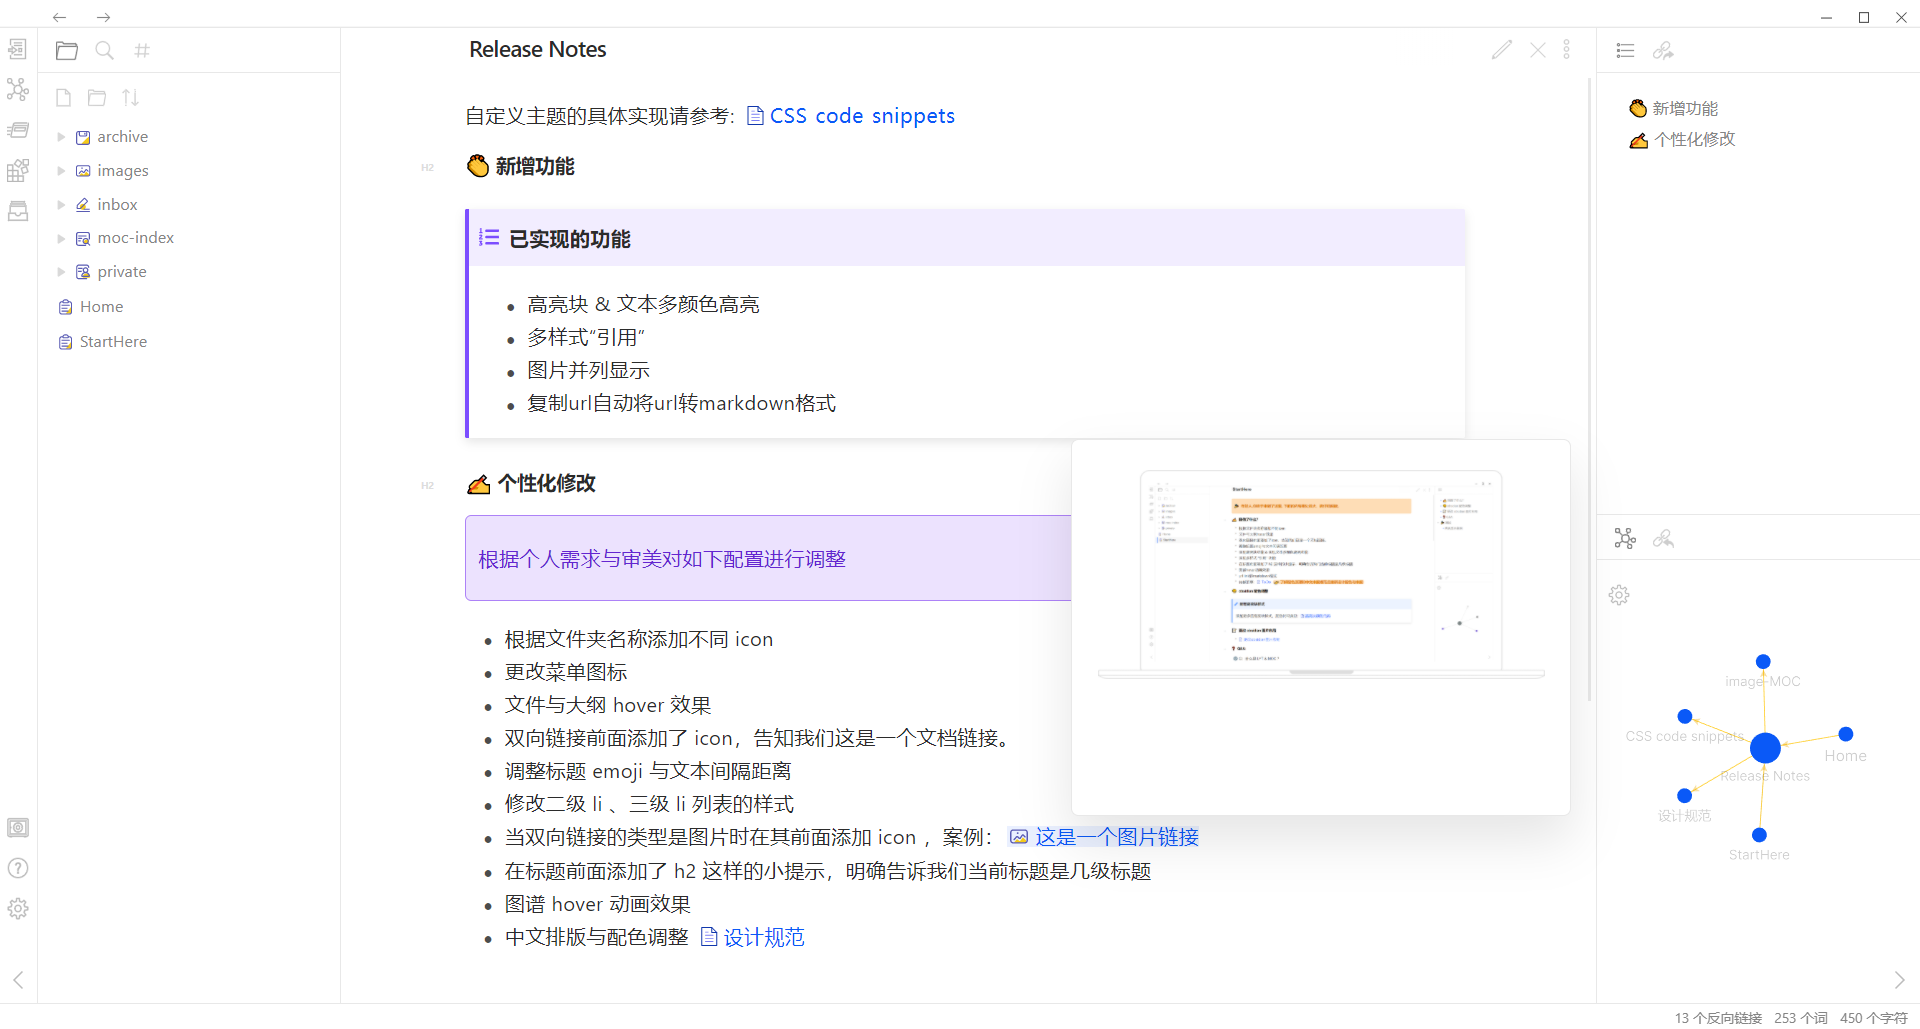 Release Notes
archive
images
inbox
moc-index
private
Home
StartHere
自定义主题的具体实现请参考: CSS code snippets
H2 👏 新增功能
已实现的功能
高亮块 & 文本多颜色高亮
多样式“引用”
图片并列显示
复制url自动将url转markdown格式
H2 ✍ 个性化修改
根据个人需求与审美对如下配置进行调整
根据文件夹名称添加不同 icon
更改菜单图标
文件与大纲 hover 效果
双向链接前面添加了 icon，告知我们这是一个文档链接。
调整标题 emoji 与文本间隔距离
修改二级 li 、三级 li 列表的样式
当双向链接的类型是图片时在其前面添加 icon ，案例： 这是一个图片链接
在标题前面添加了 h2 这样的小提示，明确告诉我们当前标题是几级标题
图谱 hover 动画效果
中文排版与配色调整 设计规范
StartHere
👏 新增功能
✍ 个性化修改
image-MOC
CSS code snippets
Home
Release Notes
设计规范
StartHere
13 个反向链接 253 个词 450 个字符